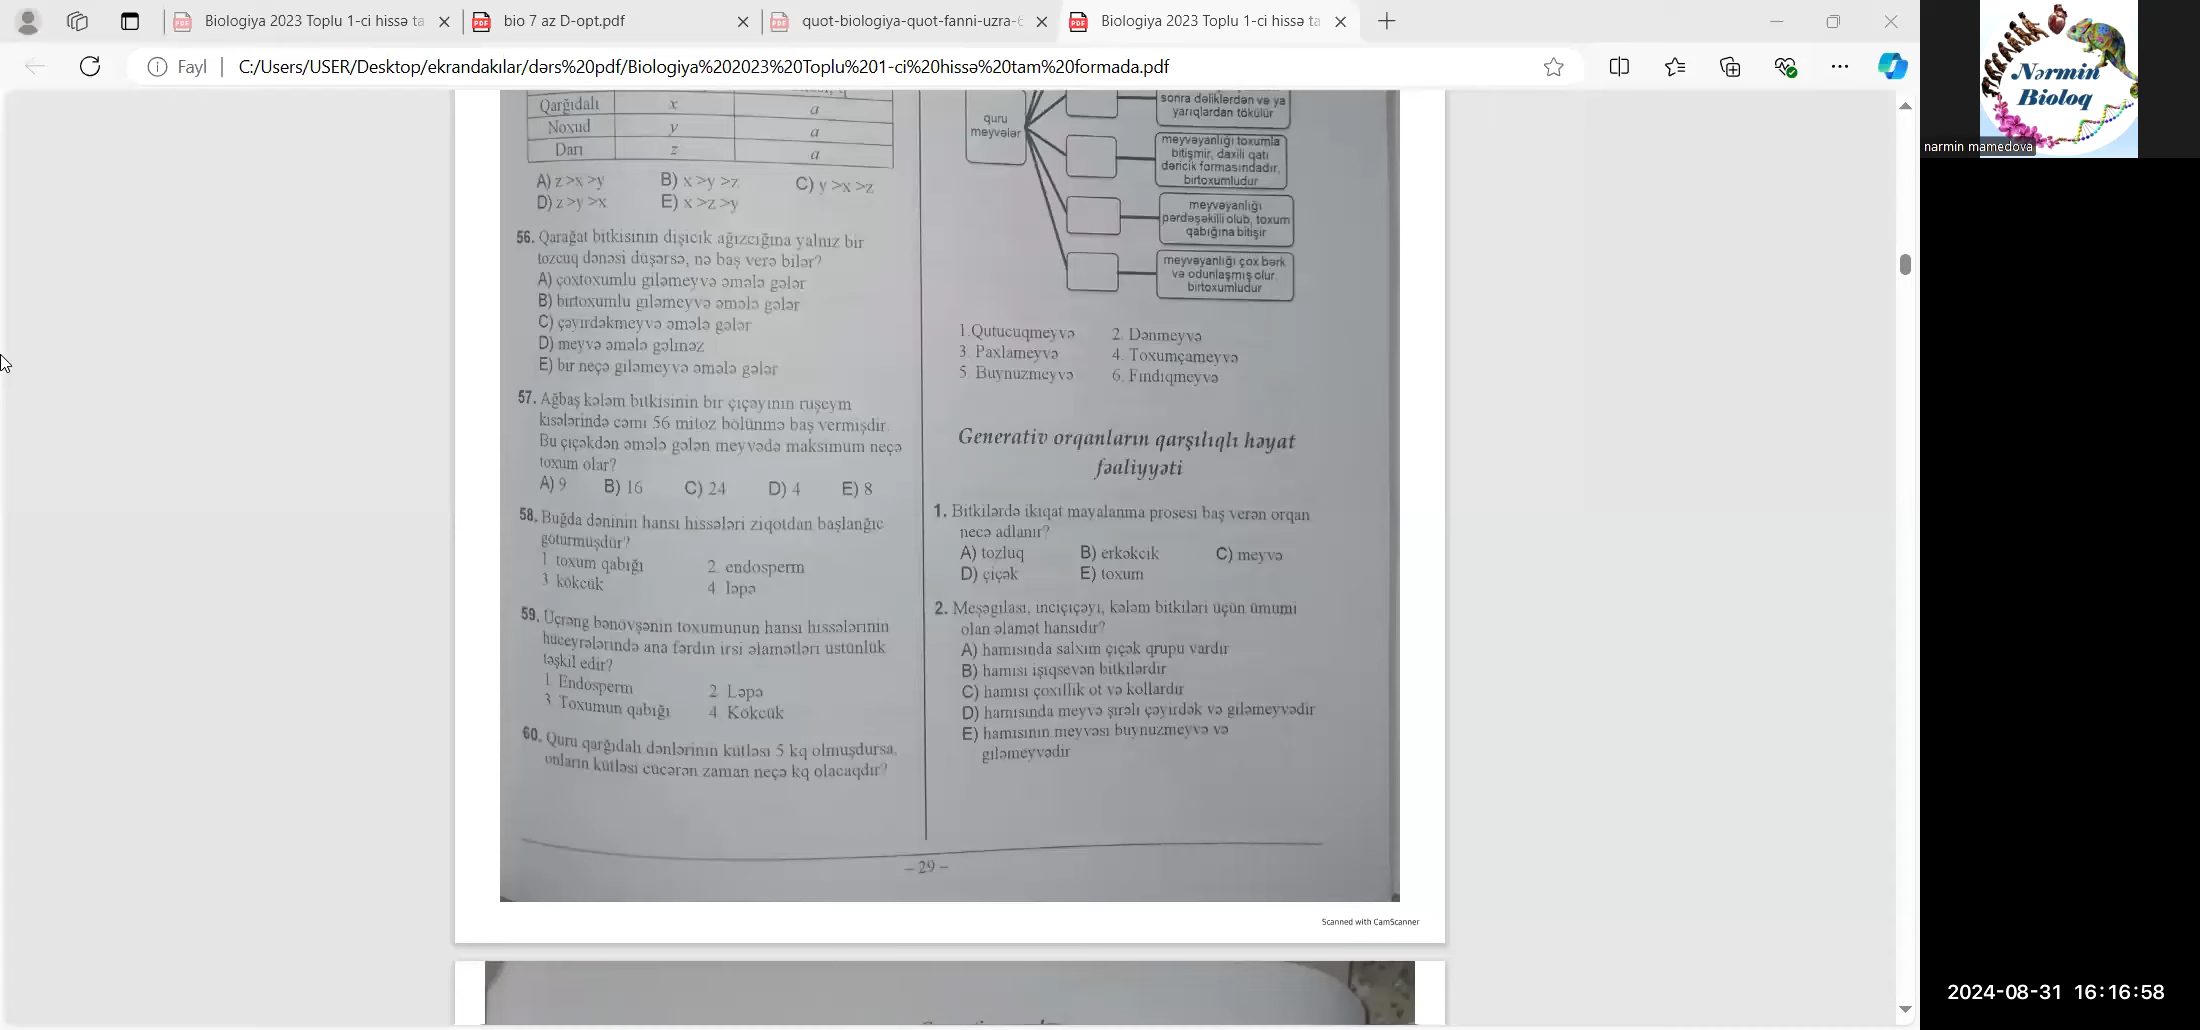 Biologiya 2023 Toplu 1-ci hissə ta
bio 7 az D-opt.pdf
quot-biologiya-quot-fanni-uzra-6
Biologiya 2023 Toplu 1-ci hissə ta
Fayl
C:/Users/USER/Desktop/ekrandakılar/dərs%20pdf/Biologiya%202023%20Toplu%201-ci%20hissə%20tam%20formada.pdf
Qarğıdalı x a
Noxud y a
Darı z a
A) z >x >y B) x >y >z C) y >x >z
D) z >y >x E) x >z >y
56. Qarağat bitkisinin dişicik ağızcığına yalnız bir
tozcuq dənəsi düşərsə, nə baş verə bilər?
A) çoxtoxumlu giləmeyvə əmələ gələr
B) birtoxumlu giləmeyvə əmələ gələr
C) çəyirdəkmeyvə əmələ gələr
D) meyvə əmələ gəlməz
E) bir neçə giləmeyvə əmələ gələr
57. Ağbaş kələm bitkisinin bir çiçəyinin rüşeym
kisələrində cəmi 56 mitoz bölünmə baş vermişdir.
Bu çiçəkdən əmələ gələn meyvədə maksimum neçə
toxum olar?
A) 9 B) 16 C) 24 D) 4 E) 8
58. Buğda dəninin hansı hissələri ziqotdan başlanğıc
götürmüşdür?
1 toxum qabığı 2. endosperm
3 kökcük 4 ləpə
59. Üçrəng bənövşənin toxumunun hansı hissələrinin
hüceyrələrində ana fərdin irsi əlamətləri üstünlük
təşkil edir?
1 Endosperm 2 Ləpə
3 Toxumun qabığı 4 Kökcük
60. Quru qarğıdalı dənlərinin kütləsi 5 kq olmuşdursa,
onların kütləsi cücərən zaman neçə kq olacaqdır?
quru
meyvələr
sonra dəliklərdən və ya
yarıqlardan tökülür
meyvəyanlığı toxumla
bitişmir, daxili qatı
dəricik formasındadır,
birtoxumludur
meyvəyanlığı
pərdəşəkilli olub, toxum
qabığına bitişir
meyvəyanlığı çox bərk
və odunlaşmış olur,
birtoxumludur
1.Qutucuqmeyvə 2. Dənmeyvə
3. Paxlameyvə 4. Toxumçameyvə
5. Buynuzmeyvə 6. Fındıqmeyvə
Generativ orqanların qarşılıqlı həyat
fəaliyyəti
1. Bitkilərdə ikiqat mayalanma prosesi baş verən orqan
necə adlanır?
A) tozluq B) erkəkcik C) meyvə
D) çiçək E) toxum
2. Meşəgilası, inciçiçəyi, kələm bitkiləri üçün ümumi
olan əlamət hansıdır?
A) hamısında salxım çiçək qrupu vardır
B) hamısı işıqsevən bitkilərdir
C) hamısı çoxillik ot və kollardır
D) hamısında meyvə şirəli çəyirdək və giləmeyvədir
E) hamısının meyvəsi buynuzmeyvə və
giləmeyvədir
– 29 –
Scanned with CamScanner
Nərmin
Bioloq
narmin mamedova
2024-08-31 16:16:58